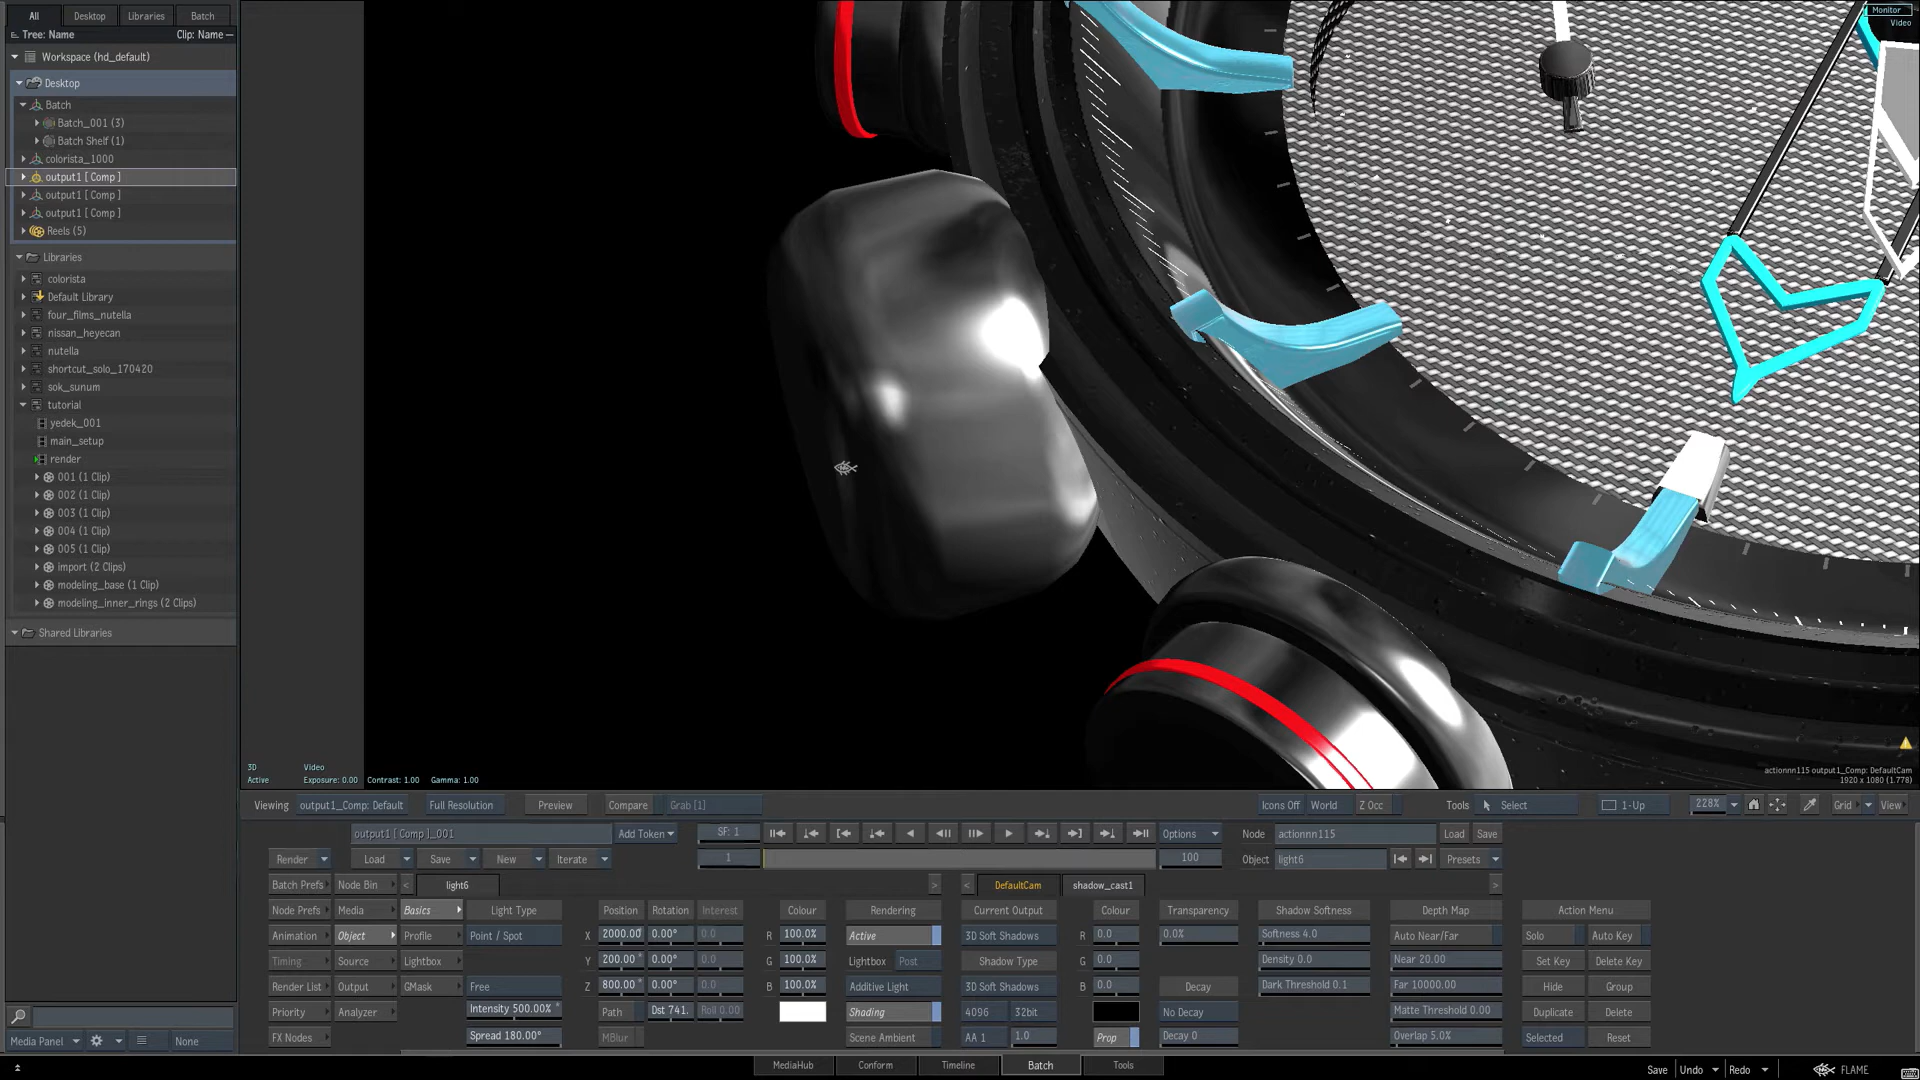 All
Desktop
Libraries
Batch
Tree: Name
Clip: Name
Workspace (hd_default)
Desktop
Batch
Batch_001 (3)
Batch Shelf (1)
colorista_1000
output1 [ Comp ]
output1 [ Comp ]
output1 [ Comp ]
Reels (5)
Libraries
colorista
Default Library
four_films_nutella
nissan_heyecan
nutella
shortcut_solo_170420
sok_sunum
tutorial
yedek_001
main_setup
render
001 (1 Clip)
002 (1 Clip)
003 (1 Clip)
004 (1 Clip)
005 (1 Clip)
import (2 Clips)
modeling_base (1 Clip)
modeling_inner_rings (2 Clips)
Shared Libraries
Media Panel
None
Monitor
Video
3D
Video
Active
Exposure: 0.00
Contrast: 1.00
Gamma: 1.00
actionnn115 output1_Comp: DefaultCam
1920 x 1080 (1.778)
Viewing
output1_Comp: Default
Full Resolution
Preview
Compare
Grab [1]
Icons Off
World
Z Occ
Tools
Select
1-Up
228%
Grid
View
output1 [ Comp ]_001
Add Token
SF: 1
Options
Node
actionnn115
Load
Save
Render
Load
Save
New
Iterate
1
100
Object
light6
Presets
Batch Prefs
Node Bin
<
light6
>
<
DefaultCam
shadow_cast1
>
Node Prefs
Media
Basics
Light Type
Position
Rotation
Interest
Colour
Rendering
Current Output
Colour
Transparency
Shadow Softness
Depth Map
Action Menu
Animation
Object
Profile
Point / Spot
X
2000.00
0.00°
0.0
R
100.0%
Active
3D Soft Shadows
R
0.0
0.0%
Softness 4.0
Auto Near/Far
Solo
Auto Key
Timing
Source
Lightbox
Y
200.00
0.00°
0.0
G
100.0%
Lightbox
Post
Shadow Type
G
0.0
Density 0.0
Near 20.00
Set Key
Delete Key
Render List
Output
GMask
Free
Z
800.00
0.00°
0.0
B
100.0%
Additive Light
3D Soft Shadows
B
0.0
Decay
Dark Threshold 0.1
Far 10000.00
Hide
Group
Priority
Analyzer
Intensity 500.00%
Path
Dst 741.
Roll 0.00
Shading
4096
32bit
No Decay
Matte Threshold 0.00
Duplicate
Delete
FX Nodes
Spread 180.00°
MBlur
Scene Ambient
AA 1
1.0
Prop
Decay 0
Overlap 5.0%
Selected
Reset
MediaHub
Conform
Timeline
Batch
Tools
Save
Undo
Redo
FLAME